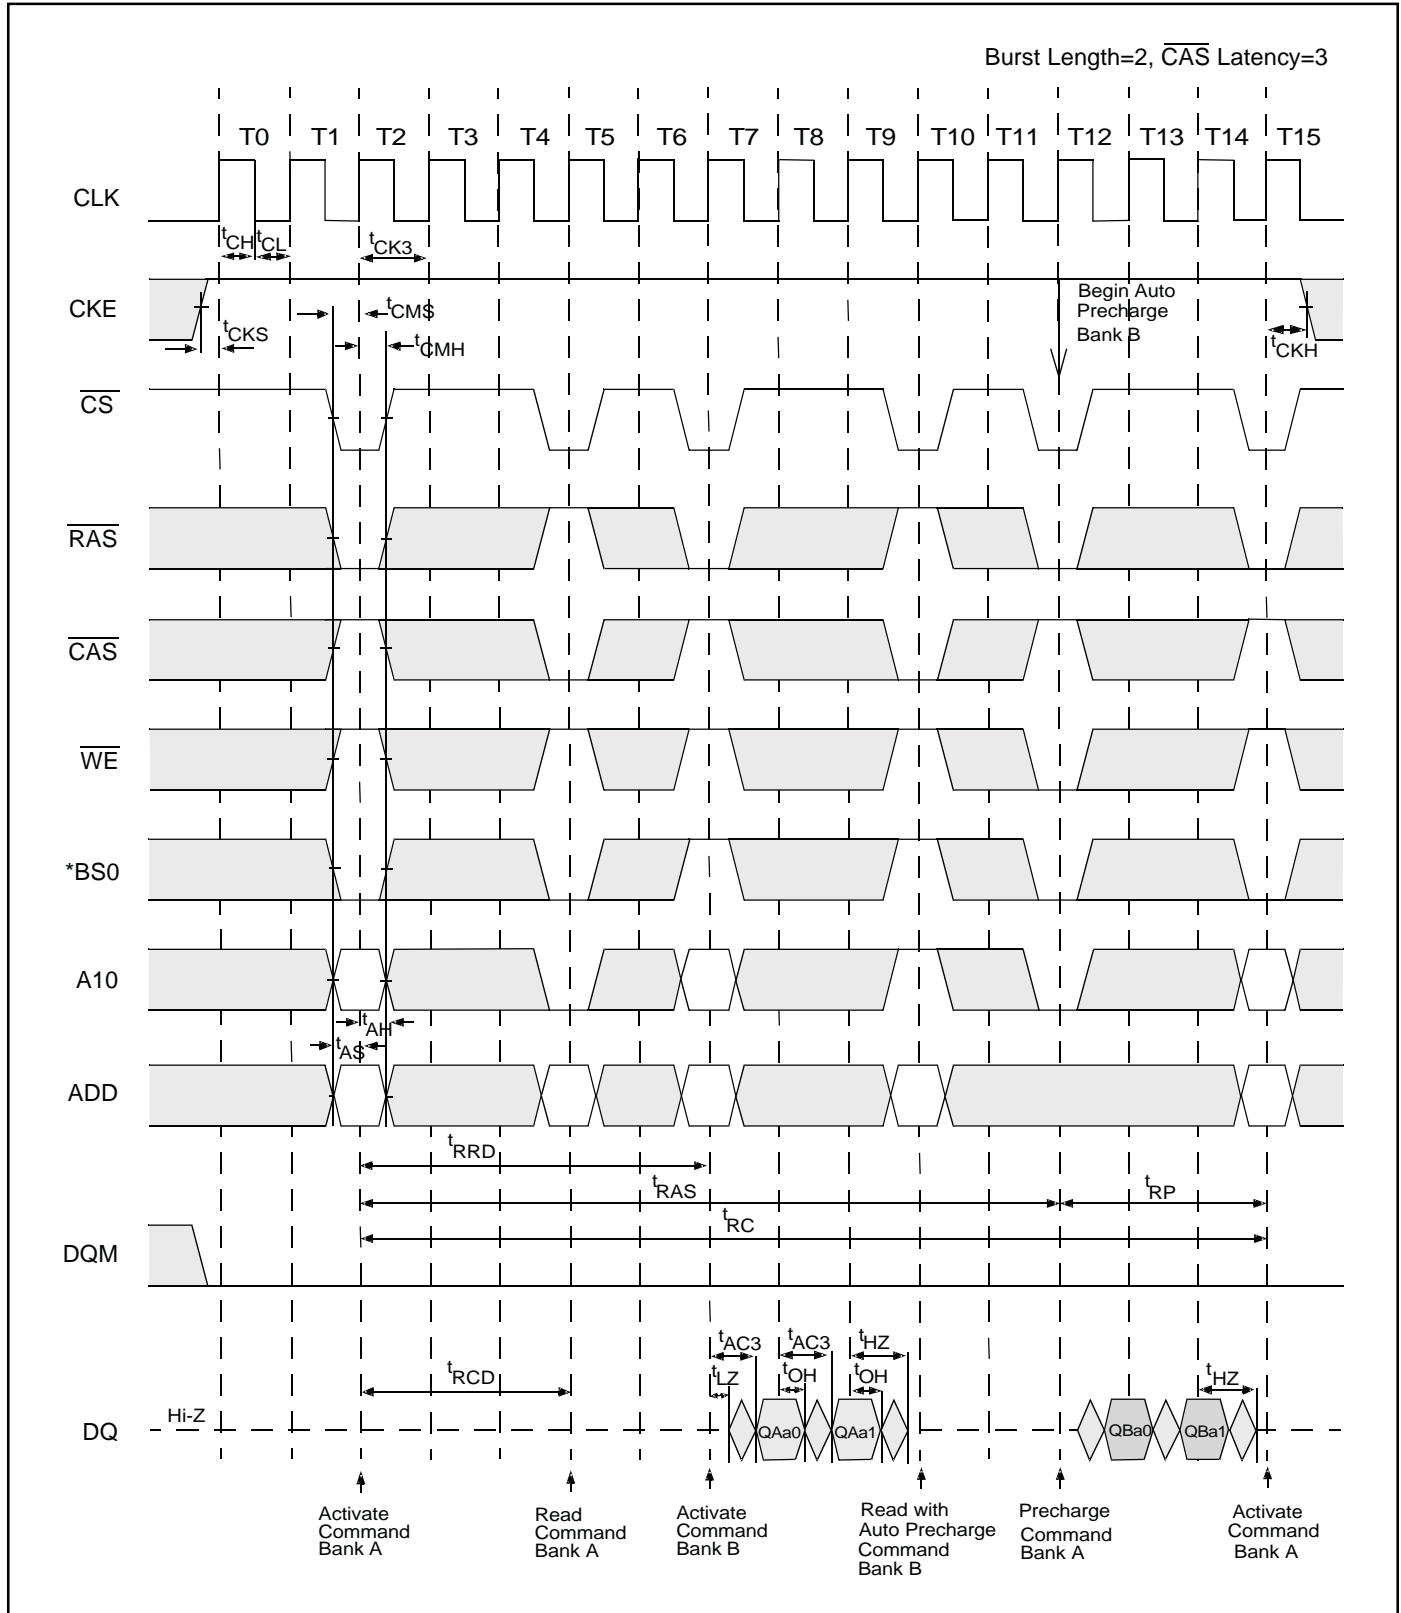 Burst Length=2, CAS Latency=3
T0 T1 T2 T3 T4 T5 T6 T7 T8 T9 T10 T11 T12 T13 T14 T15
CLK
tCH tCL tCK3
CKE
tCMS
Begin Auto
Precharge
Bank B
tCKS
tCMH
tCKH
CS
RAS
CAS
WE
*BS0
A10
tAH
tAS
ADD
tRRD
tRAS
tRP
tRC
DQM
tAC3 tAC3 tHZ
tRCD
tLZ tOH tOH
tHZ
Hi-Z
DQ
QAa0 QAa1 QBa0 QBa1
Activate
Command
Bank A
Read
Command
Bank A
Activate
Command
Bank B
Read with
Auto Precharge
Command
Bank B
Precharge
Command
Bank A
Activate
Command
Bank A